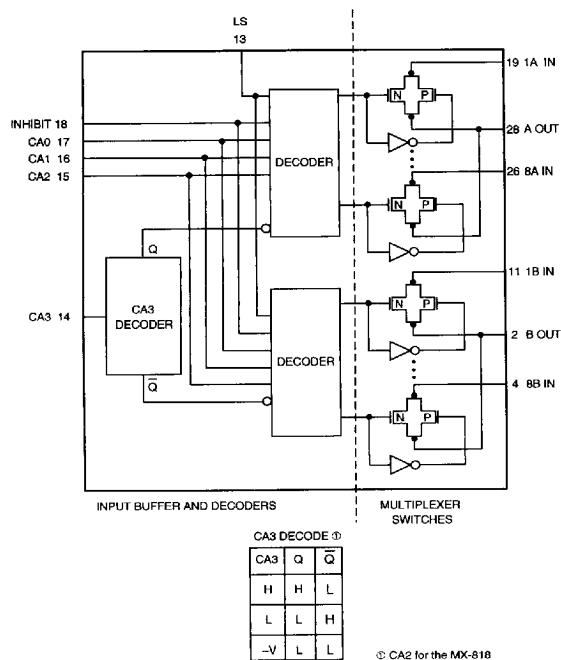 LS
13
19 1A IN
N P
INHIBIT 18
CA0 17
CA1 16
CA2 15
28 A OUT
DECODER
26 8A IN
N P
Q
11 1B IN
CA3 14
CA3
DECODER
N P
2 B OUT
DECODER
4 8B IN
Q̅
N P
INPUT BUFFER AND DECODERS
MULTIPLEXER
SWITCHES
CA3 DECODE ①
CA3 Q Q̅
H H L
L L H
–V L L
① CA2 for the MX-818